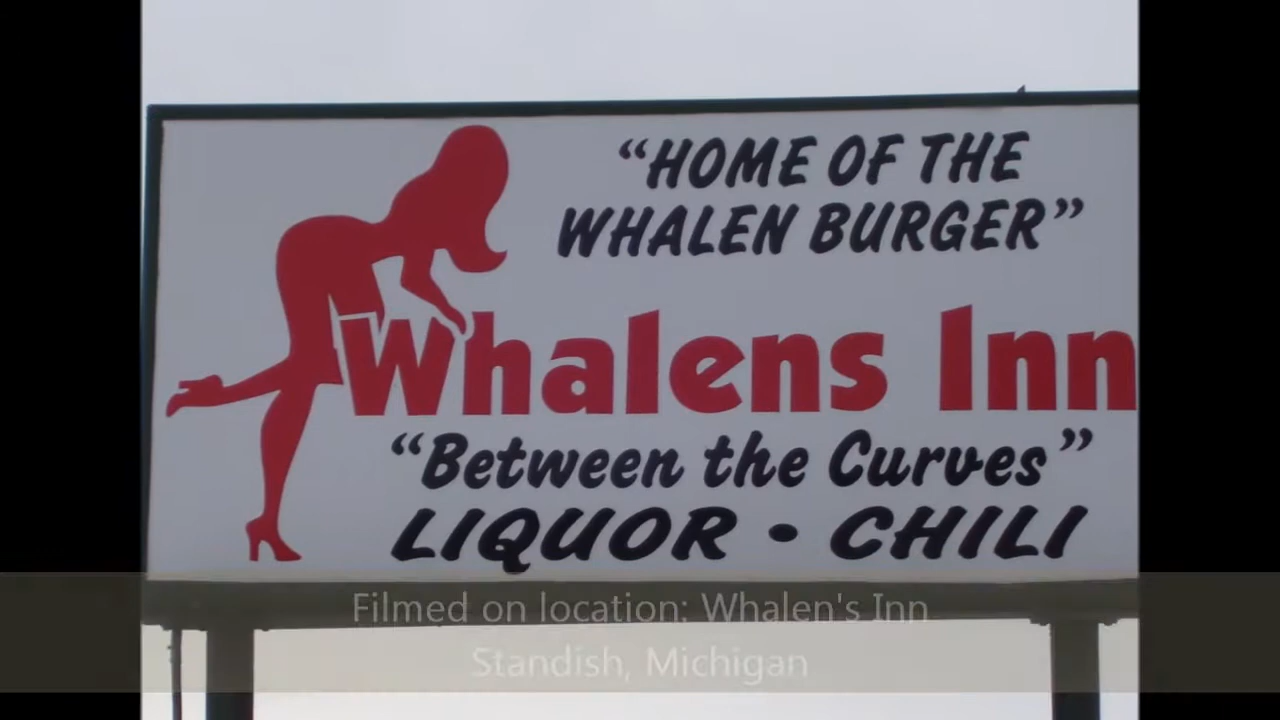 “HOME OF THE
WHALEN BURGER”
Whalens Inn
“Between the Curves”
LIQUOR • CHILI
Filmed on location: Whalen's Inn
Standish, Michigan